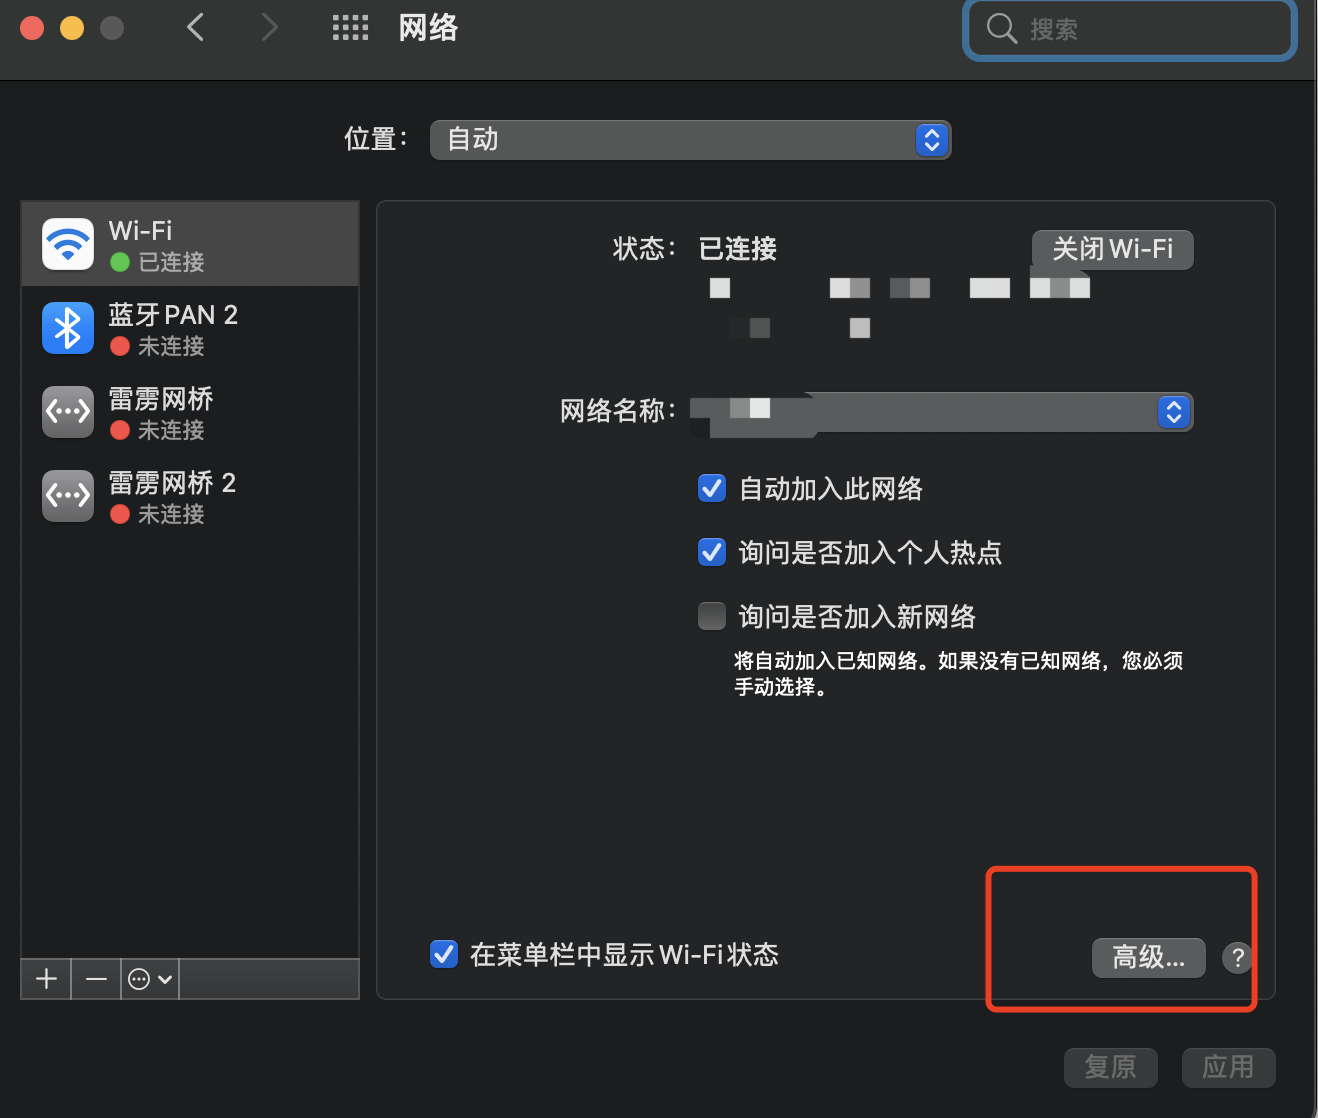 网络
搜索
位置：
自动
Wi-Fi
已连接
蓝牙 PAN 2
未连接
雷雳网桥
未连接
雷雳网桥 2
未连接
状态：
已连接
关闭 Wi-Fi
网络名称：
自动加入此网络
询问是否加入个人热点
询问是否加入新网络
将自动加入已知网络。如果没有已知网络，您必须
手动选择。
在菜单栏中显示 Wi-Fi 状态
高级...
?
复原
应用